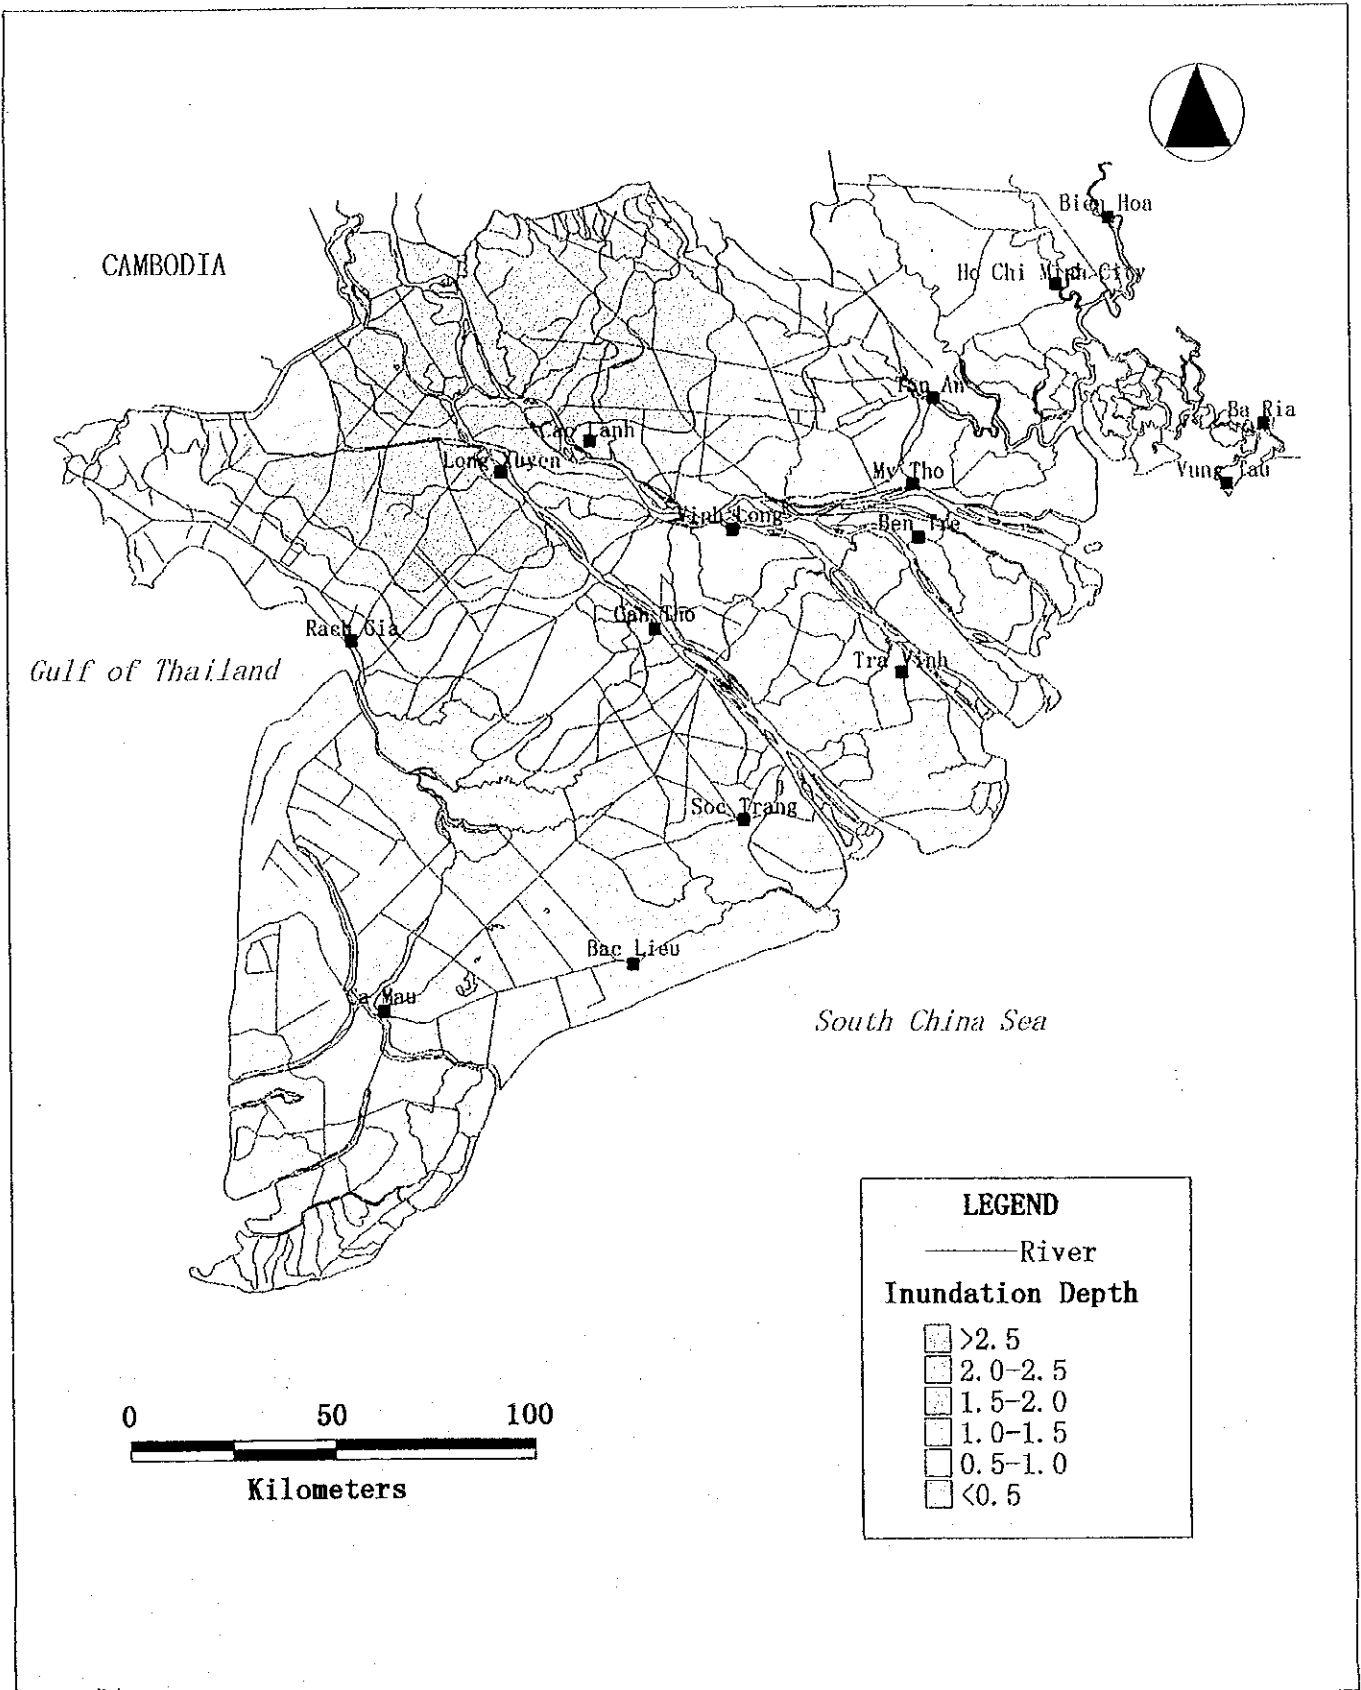 Bien Hoa
CAMBODIA
Ho Chi Minh City
Tan An
Ba Ria
Cao Lanh
Long Xuyen
My Tho
Vung Tau
Vinh Long
Ben Tre
Can Tho
Rach Gia
Gulf of Thailand
Tra Vinh
Soc Trang
Bac Lieu
Ca Mau
South China Sea
LEGEND
River
Inundation Depth
>2.5
2.0-2.5
1.5-2.0
1.0-1.5
0.5-1.0
<0.5
0 50 100
Kilometers